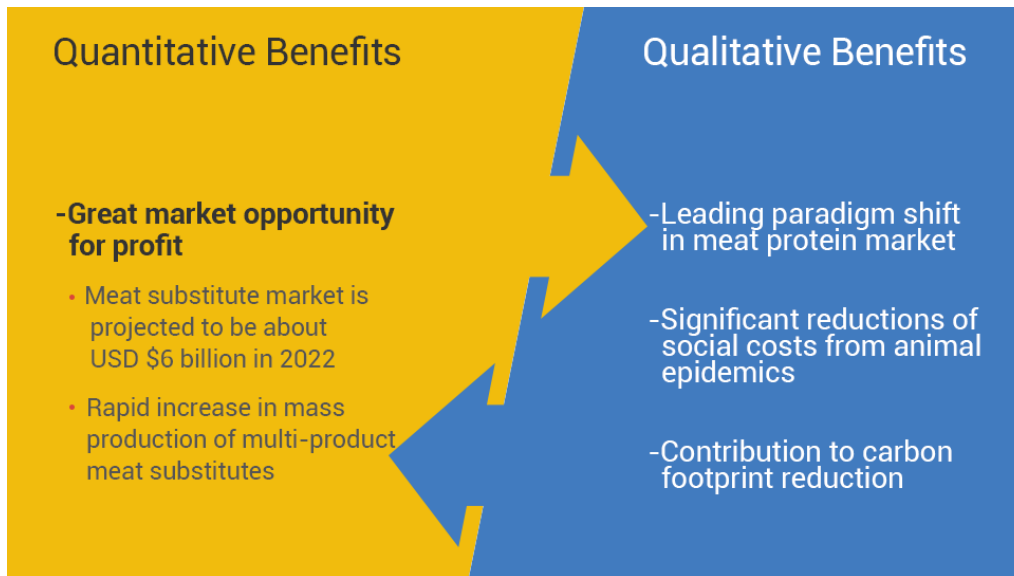 Quantitative Benefits
-Great market opportunity
for profit
• Meat substitute market is
projected to be about
USD $6 billion in 2022
• Rapid increase in mass
production of multi-product
meat substitutes
Qualitative Benefits
-Leading paradigm shift
in meat protein market
-Significant reductions of
social costs from animal
epidemics
-Contribution to carbon
footprint reduction